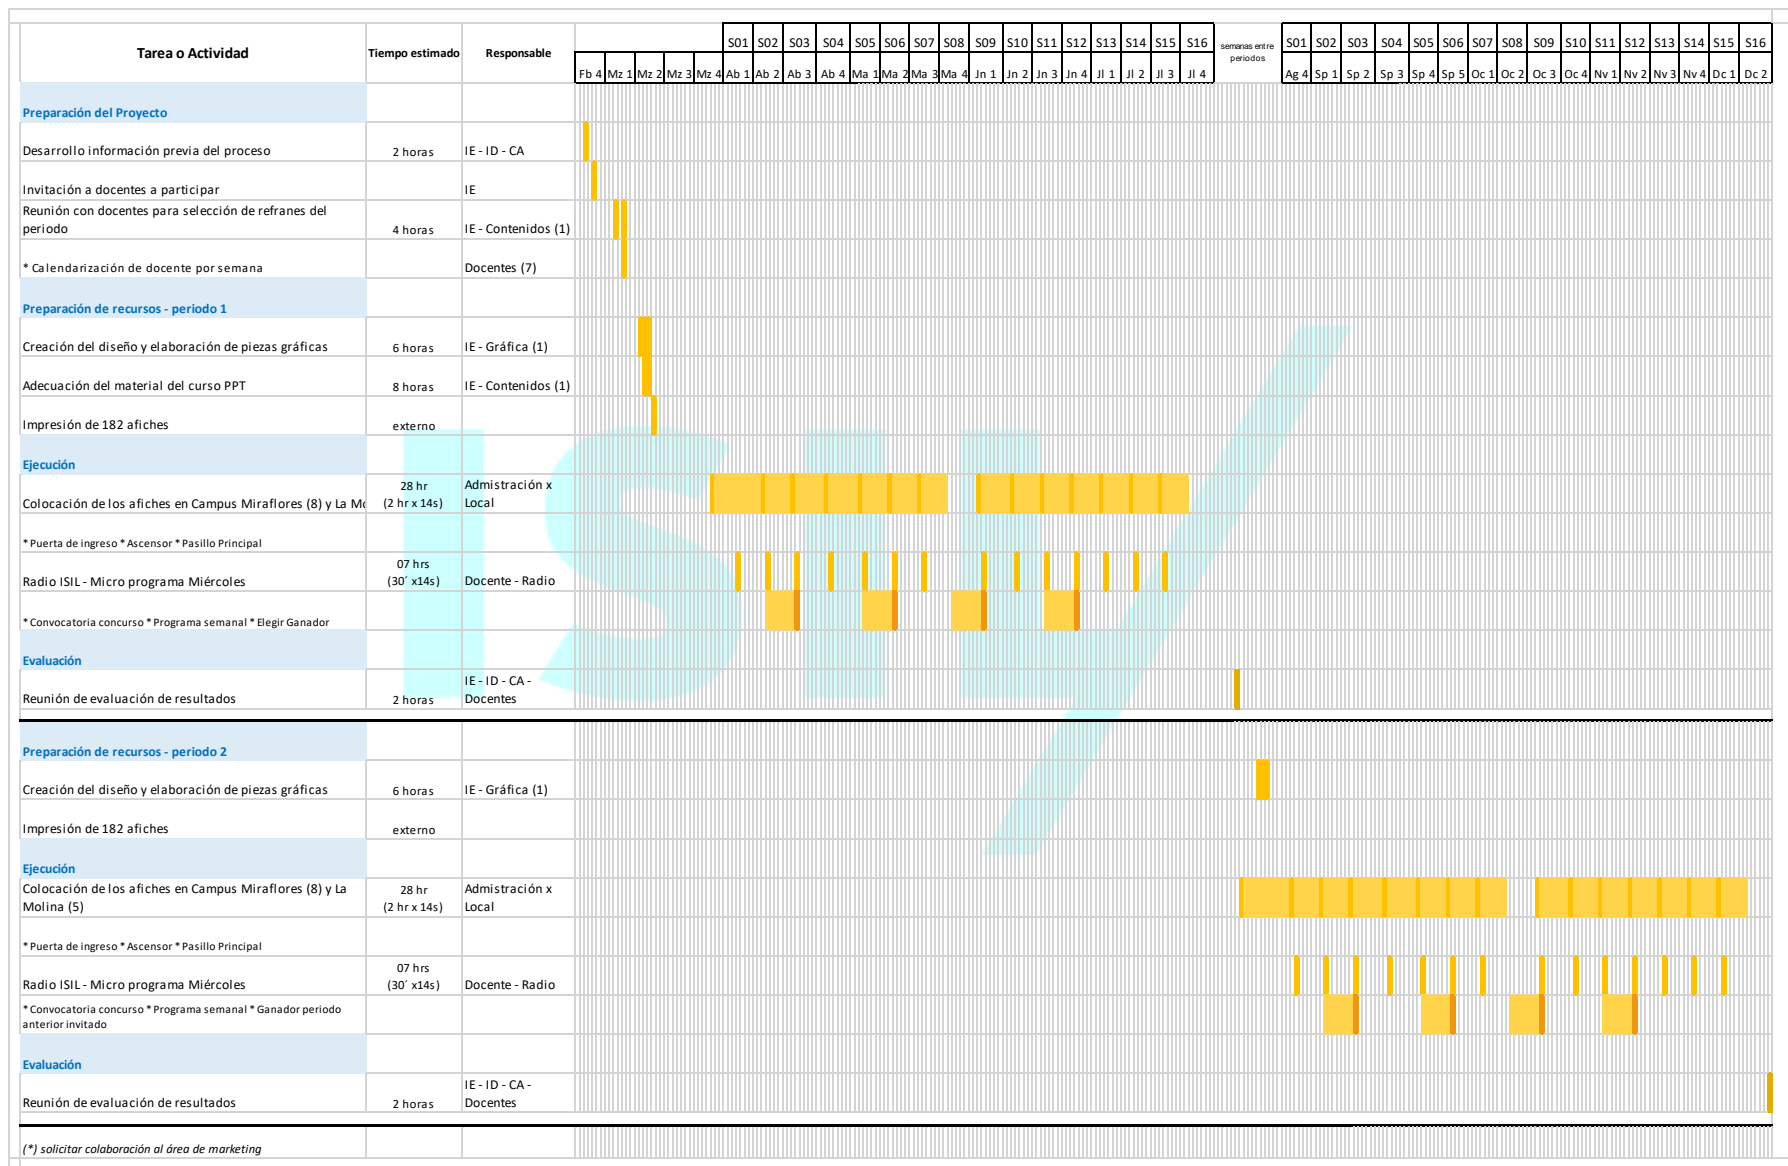 Tarea o Actividad Tiempo estimado Responsable S01 S02 S03 S04 S05 S06 S07 S08 S09 S10 S11 S12 S13 S14 S15 S16 semanas entre periodos S01 S02 S03 S04 S05 S06 S07 S08 S09 S10 S11 S12 S13 S14 S15 S16
Fb 4 Mz 1 Mz 2 Mz 3 Mz 4 Ab 1 Ab 2 Ab 3 Ab 4 Ma 1 Ma 2 Ma 3 Ma 4 Jn 1 Jn 2 Jn 3 Jn 4 Jl 1 Jl 2 Jl 3 Jl 4 Ag 4 Sp 1 Sp 2 Sp 3 Sp 4 Sp 5 Oc 1 Oc 2 Oc 3 Oc 4 Nv 1 Nv 2 Nv 3 Nv 4 Dc 1 Dc 2
Preparación del Proyecto
Desarrollo información previa del proceso 2 horas IE - ID - CA
Invitación a docentes a participar IE
Reunión con docentes para selección de refranes del
periodo 4 horas IE - Contenidos (1)
* Calendarización de docente por semana Docentes (7)
Preparación de recursos - periodo 1
Creación del diseño y elaboración de piezas gráficas 6 horas IE - Gráfica (1)
Adecuación del material del curso PPT 8 horas IE - Contenidos (1)
Impresión de 182 afiches externo
Ejecución
28 hr Admistración x
Colocación de los afiches en Campus Miraflores (8) y La Mo (2 hr x 14s) Local
* Puerta de ingreso * Ascensor * Pasillo Principal
07 hrs
Radio ISIL - Micro programa Miércoles (30´ x14s) Docente - Radio
* Convocatoria concurso * Programa semanal * Elegir Ganador
Evaluación
IE - ID - CA -
Reunión de evaluación de resultados 2 horas Docentes
Preparación de recursos - periodo 2
Creación del diseño y elaboración de piezas gráficas 6 horas IE - Gráfica (1)
Impresión de 182 afiches externo
Ejecución
Colocación de los afiches en Campus Miraflores (8) y La 28 hr Admistración x
Molina (5) (2 hr x 14s) Local
* Puerta de ingreso * Ascensor * Pasillo Principal
07 hrs
Radio ISIL - Micro programa Miércoles (30´ x14s) Docente - Radio
* Convocatoria concurso * Programa semanal * Ganador periodo
anterior invitado
Evaluación
IE - ID - CA -
Reunión de evaluación de resultados 2 horas Docentes
(*) solicitar colaboración al área de marketing
ISIL/